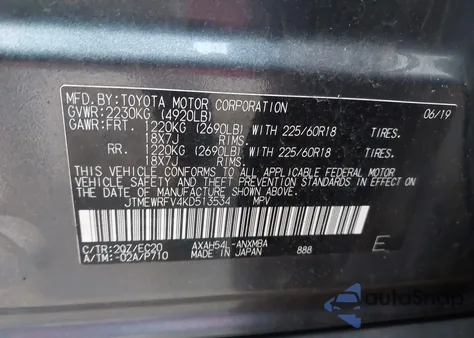 MFD.BY:TOYOTA MOTOR CORPORATION 06/19
GVWR:2230KG (4920LB)
GAWR:FRT. 1220KG (2690LB) WITH 225/60R18 TIRES.
18X7J RIMS.
RR. 1220KG (2690LB) WITH 225/60R18 TIRES.
18X7J RIMS.
THIS VEHICLE CONFORMS TO ALL APPLICABLE FEDERAL MOTOR
VEHICLE SAFETY, BUMPER, AND THEFT PREVENTION STANDARDS IN
EFFECT ON THE DATE OF MANUFACTURE SHOWN ABOVE.
JTMEWRFV4KD513534 MPV
C/TR:2QZ/EC20 AXAH54L-ANXMBA
A/TM:-02A/P710 MADE IN JAPAN 888 E
AutoSnap